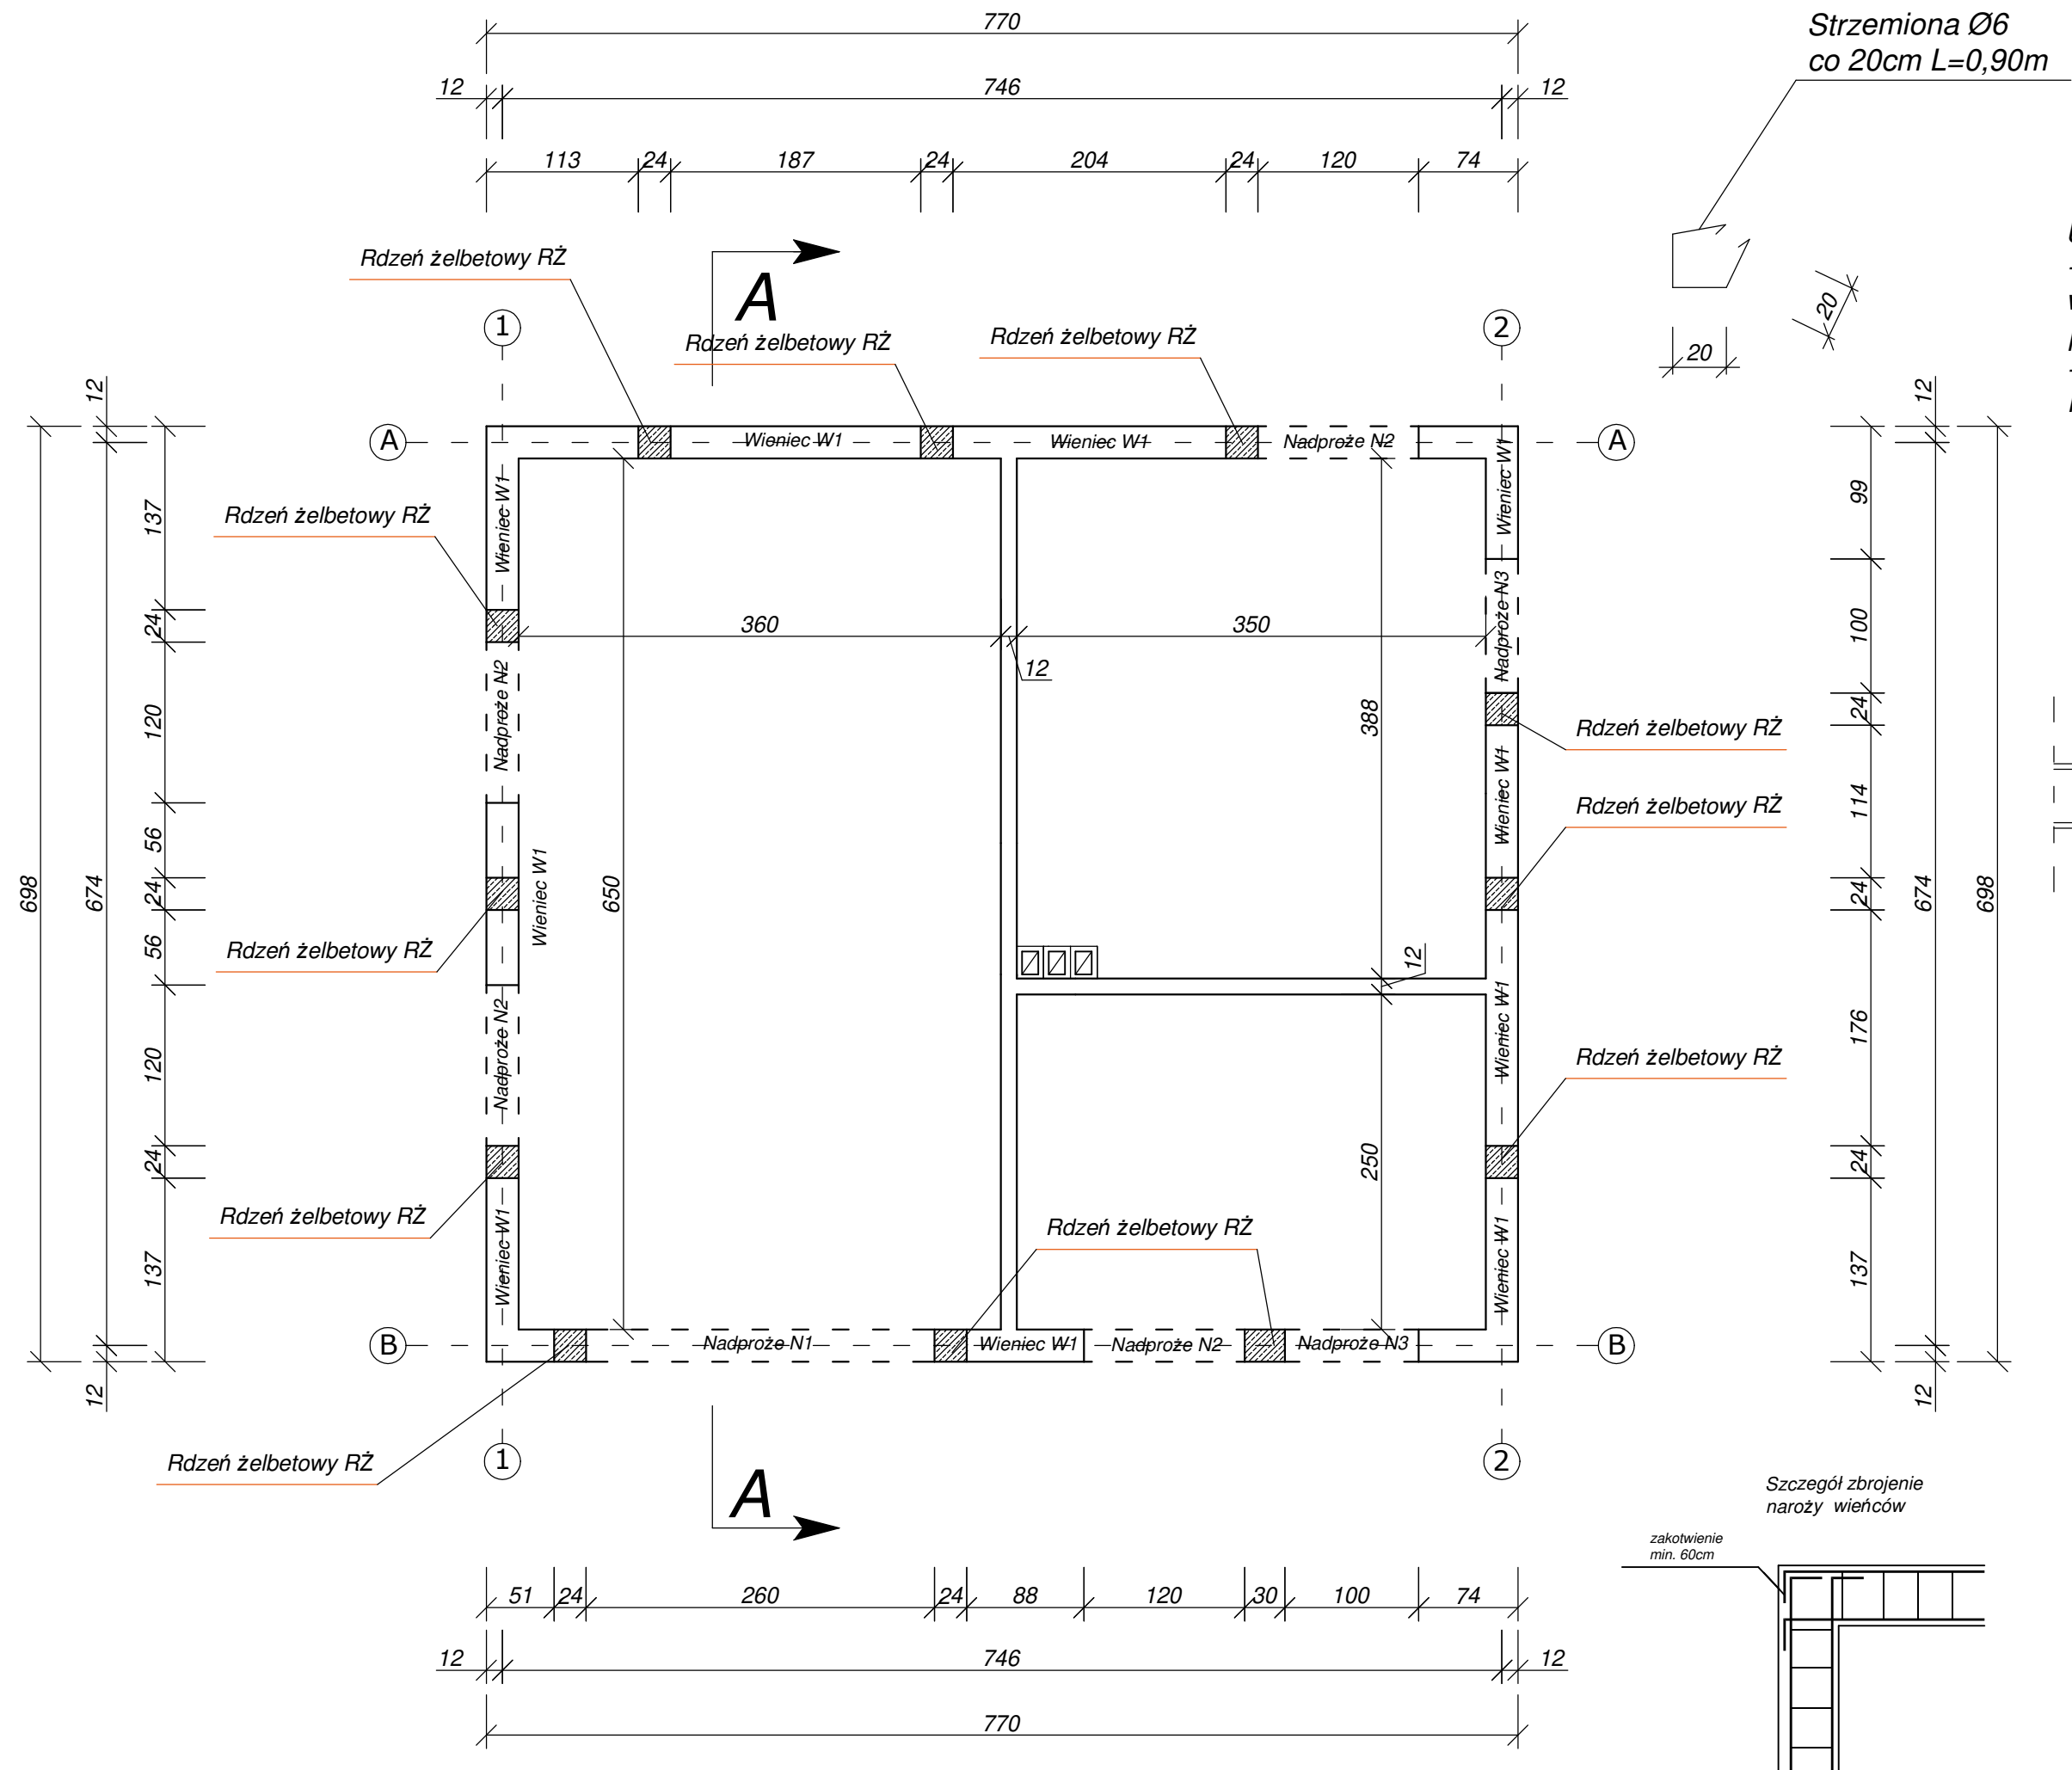 770
12
746
12
113
24
187
24
204
24
120
74
Strzemiona Ø6
co 20cm L=0,90m
20
20
Rdzeń żelbetowy RŻ
A
Rdzeń żelbetowy RŻ
Rdzeń żelbetowy RŻ
1
2
A
Wieniec W1
Wieniec W1
Nadproże N2
A
12
698
674
137
24
120
56
24
56
120
24
137
12
Rdzeń żelbetowy RŻ
Wieniec W1
Nadproże N2
Wieniec W1
Rdzeń żelbetowy RŻ
Nadproże N2
Rdzeń żelbetowy RŻ
Wieniec W1
360
12
350
650
388
12
250
Wieniec W1
Nadproże N3
Wieniec W1
Wieniec W1
Wieniec W1
Rdzeń żelbetowy RŻ
Rdzeń żelbetowy RŻ
Rdzeń żelbetowy RŻ
12
99
100
24
114
24
176
24
137
674
698
12
Rdzeń żelbetowy RŻ
B
Nadproże N1
Wieniec W1
Nadproże N2
Nadproże N3
B
Rdzeń żelbetowy RŻ
1
A
2
51
24
260
24
88
120
30
100
74
12
746
12
770
Szczegół zbrojenie
naroży wieńców
zakotwienie
min. 60cm